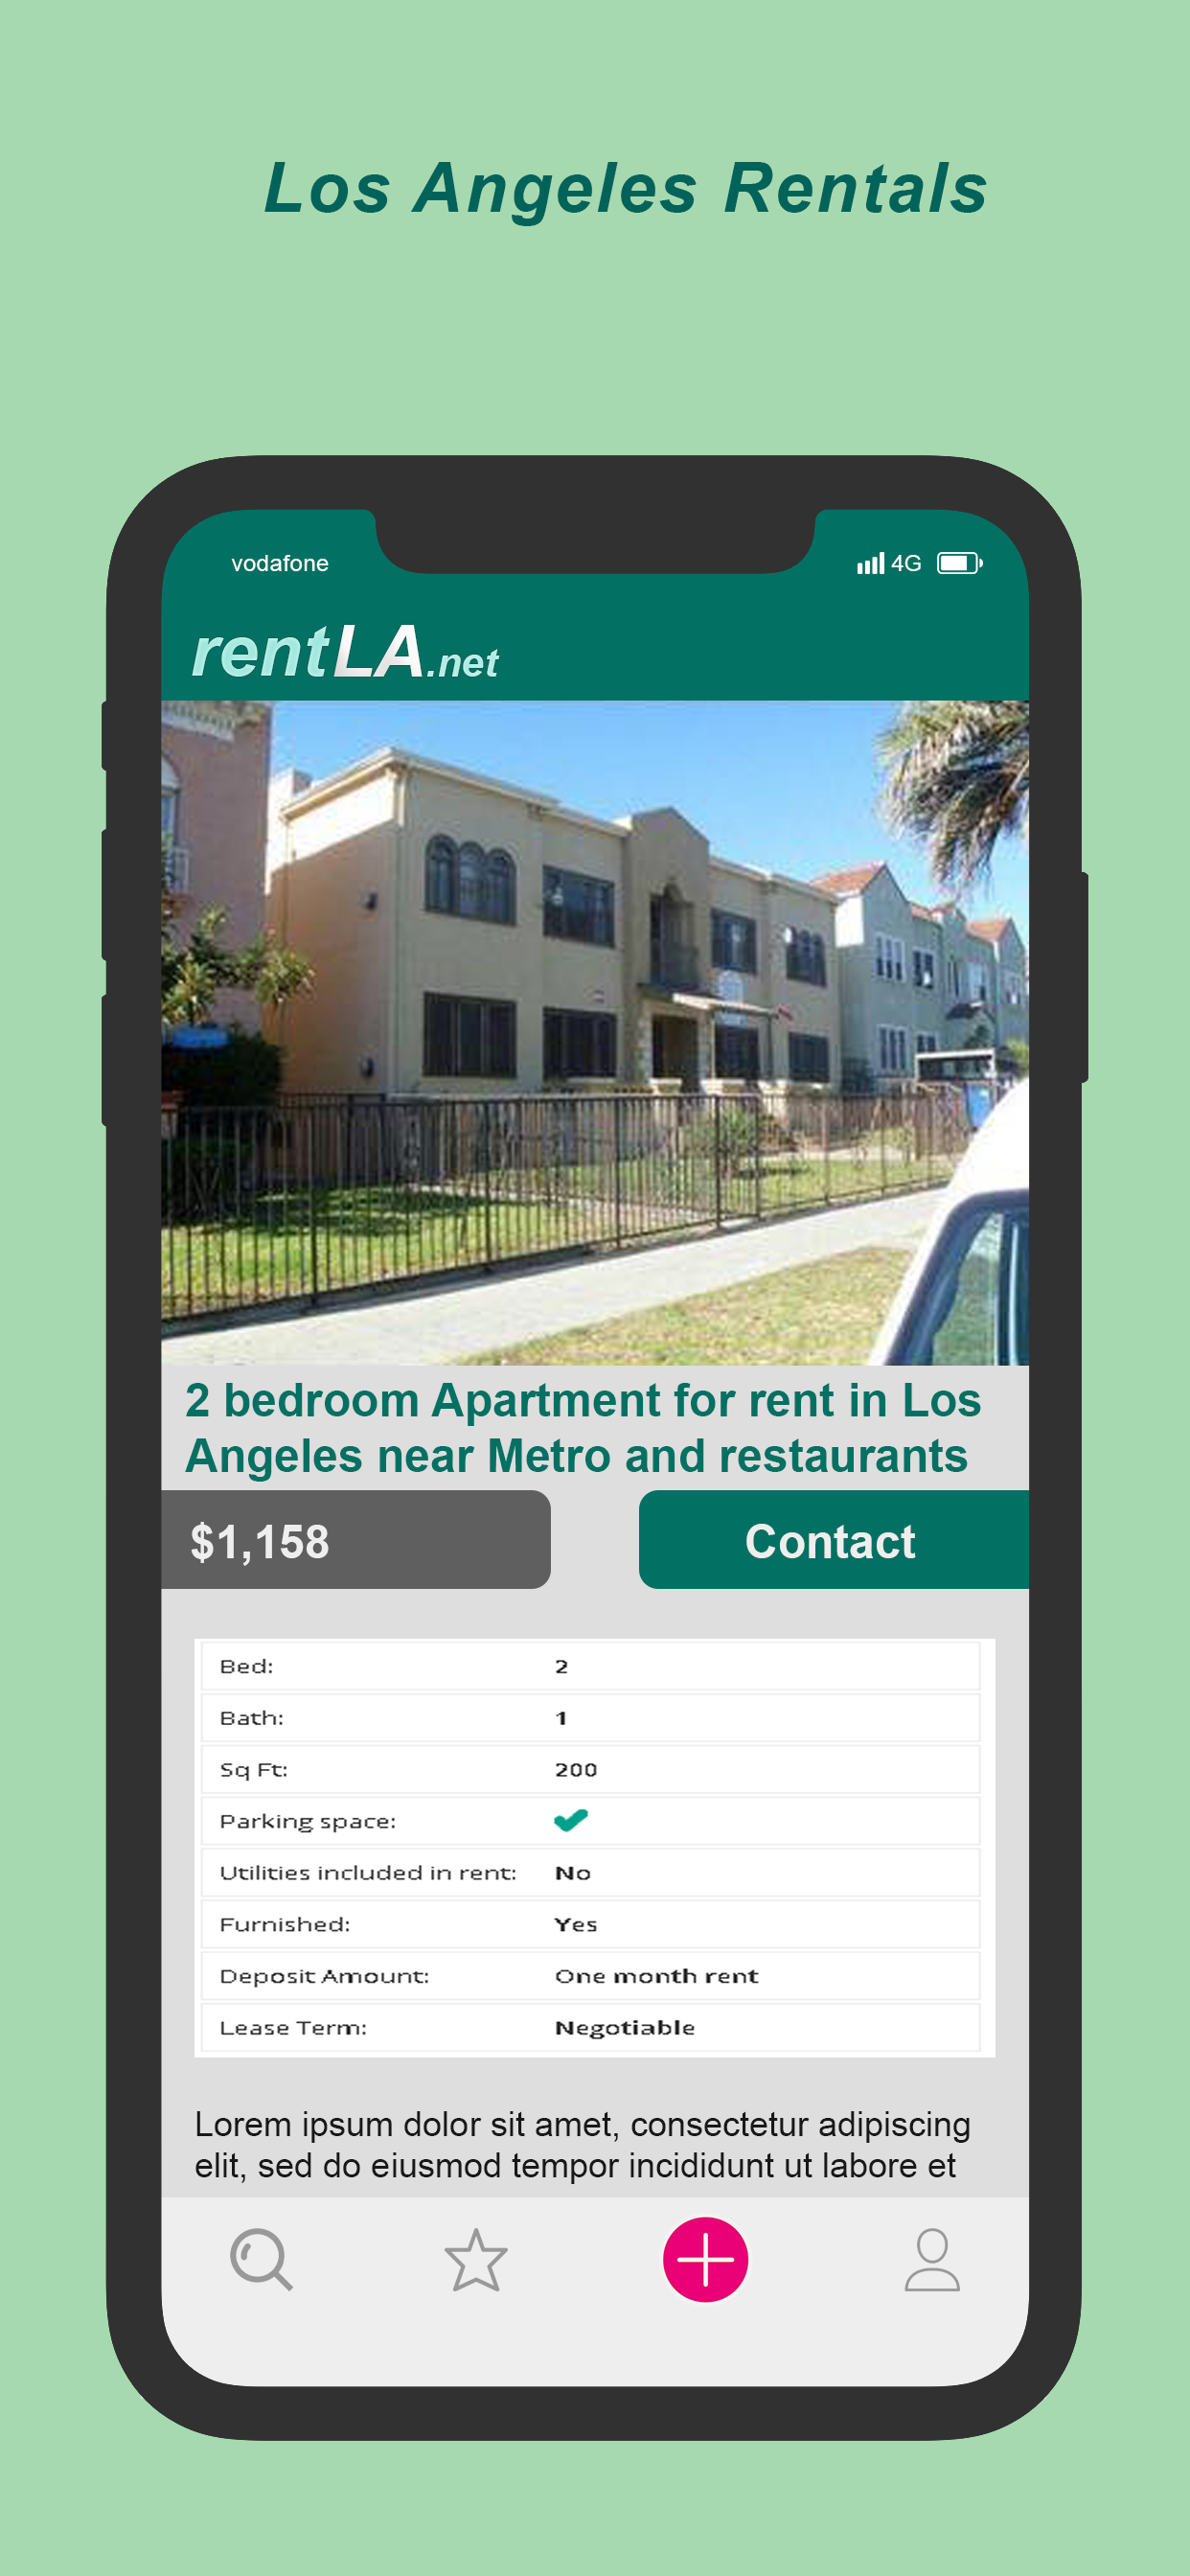 Los Angeles Rentals
vodafone 4G
rentLA.net
2 bedroom Apartment for rent in Los
Angeles near Metro and restaurants
$1,158 Contact
Bed: 2
Bath: 1
Sq Ft: 200
Parking space:
Utilities included in rent: No
Furnished: Yes
Deposit Amount: One month rent
Lease Term: Negotiable
Lorem ipsum dolor sit amet, consectetur adipiscing
elit, sed do eiusmod tempor incididunt ut labore et